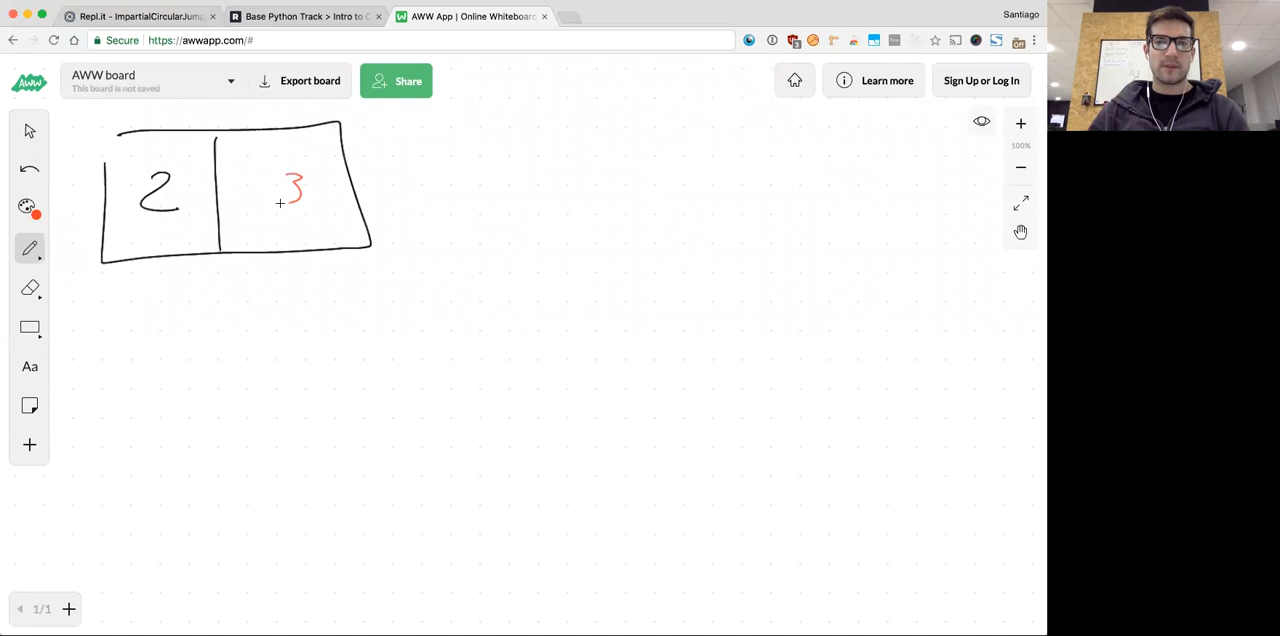 Repl.it - ImpartialCircularJump
Base Python Track > Intro to C
AWW App | Online Whiteboard
Santiago
Secure
https://awwapp.com/#
AWW
AWW board
This board is not saved
Export board
Share
Learn more
Sign Up or Log In
100%
2
3
Aa
1/1